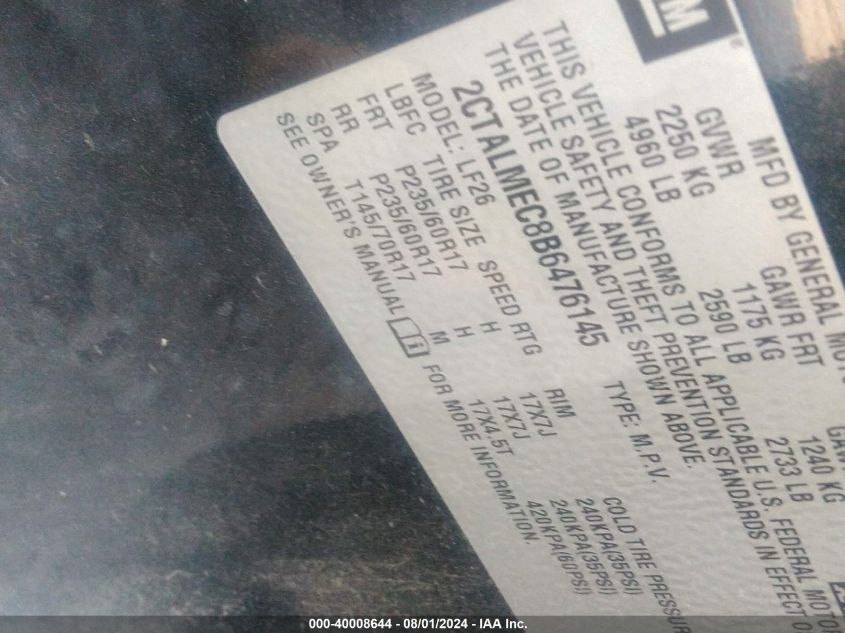 GM
MFD BY GENERAL
GVWR GAWR FRT
2250 KG 1175 KG 1240 KG
4960 LB 2590 LB 2733 LB
THIS VEHICLE CONFORMS TO ALL APPLICABLE U.S. FEDERAL
VEHICLE SAFETY AND THEFT PREVENTION STANDARDS IN EFFECT
THE DATE OF MANUFACTURE SHOWN ABOVE.
2CTALMEC8B6476145 TYPE: M.P.V.
MODEL: LF26
LBFC TIRE SIZE SPEED RTG RIM COLD TIRE PRESSUR
FRT P235/60R17 H 17X7J 240KPA(35PSI)
RR P235/60R17 H 17X7J 240KPA(35PSI)
SPA T145/70R17 M 17X4.5T 420KPA(60PSI)
SEE OWNER'S MANUAL FOR MORE INFORMATION.
000-40008644 - 08/01/2024 - IAA Inc.